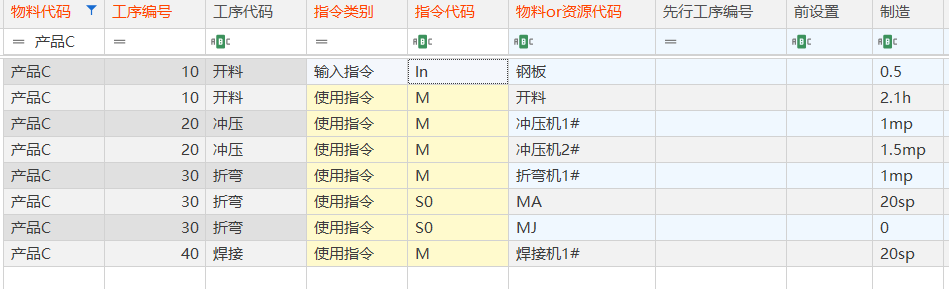 物料代码 工序编号 工序代码 指令类别 指令代码 物料or资源代码 先行工序编号 前设置 制造
= 产品C = ABC = ABC ABC = ABC ABC
产品C 10 开料 输入指令 In 钢板 0.5
产品C 10 开料 使用指令 M 开料 2.1h
产品C 20 冲压 使用指令 M 冲压机1# 1mp
产品C 20 冲压 使用指令 M 冲压机2# 1.5mp
产品C 30 折弯 使用指令 M 折弯机1# 1mp
产品C 30 折弯 使用指令 S0 MA 20sp
产品C 30 折弯 使用指令 S0 MJ 0
产品C 40 焊接 使用指令 M 焊接机1# 20sp